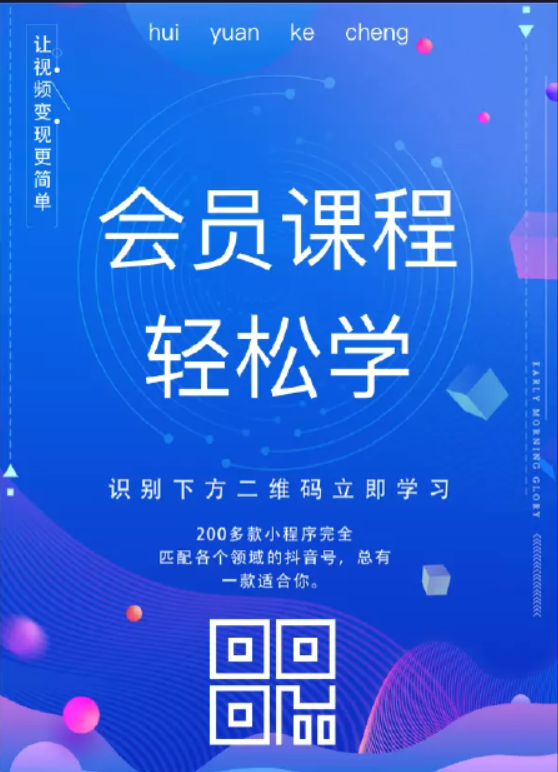 hui yuan ke cheng
让视频变现更简单
会员课程
轻松学
EARLY MORNING GLORY
识别下方二维码立即学习
200多款小程序完全
匹配各个领域的抖音号，总有
一款适合你。